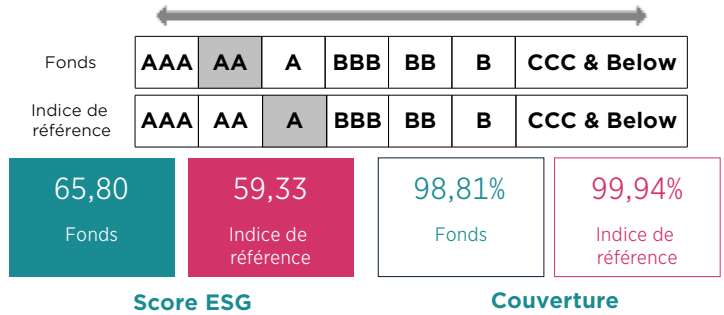 Fonds AAA AA A BBB BB B CCC & Below
Indice de
référence AAA AA A BBB BB B CCC & Below
65,80 59,33 98,81% 99,94%
Fonds Indice de Fonds Indice de
référence référence
Score ESG Couverture